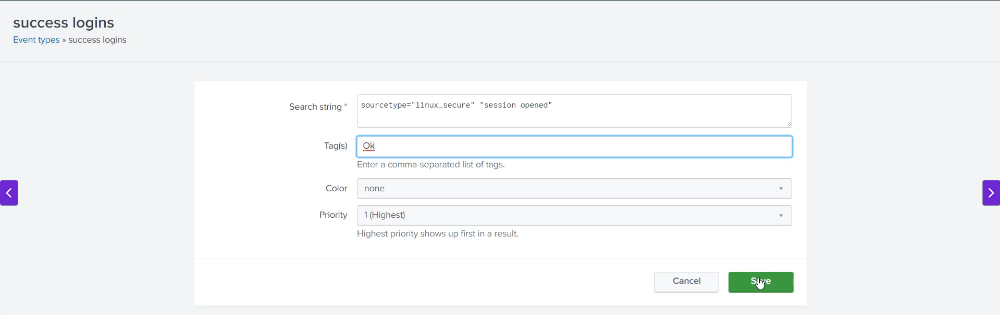 success logins
Event types » success logins
Search string *
sourcetype="linux_secure" "session opened"
Tag(s)
Ok
Enter a comma-separated list of tags.
Color
none
Priority
1 (Highest)
Highest priority shows up first in a result.
Cancel
Save